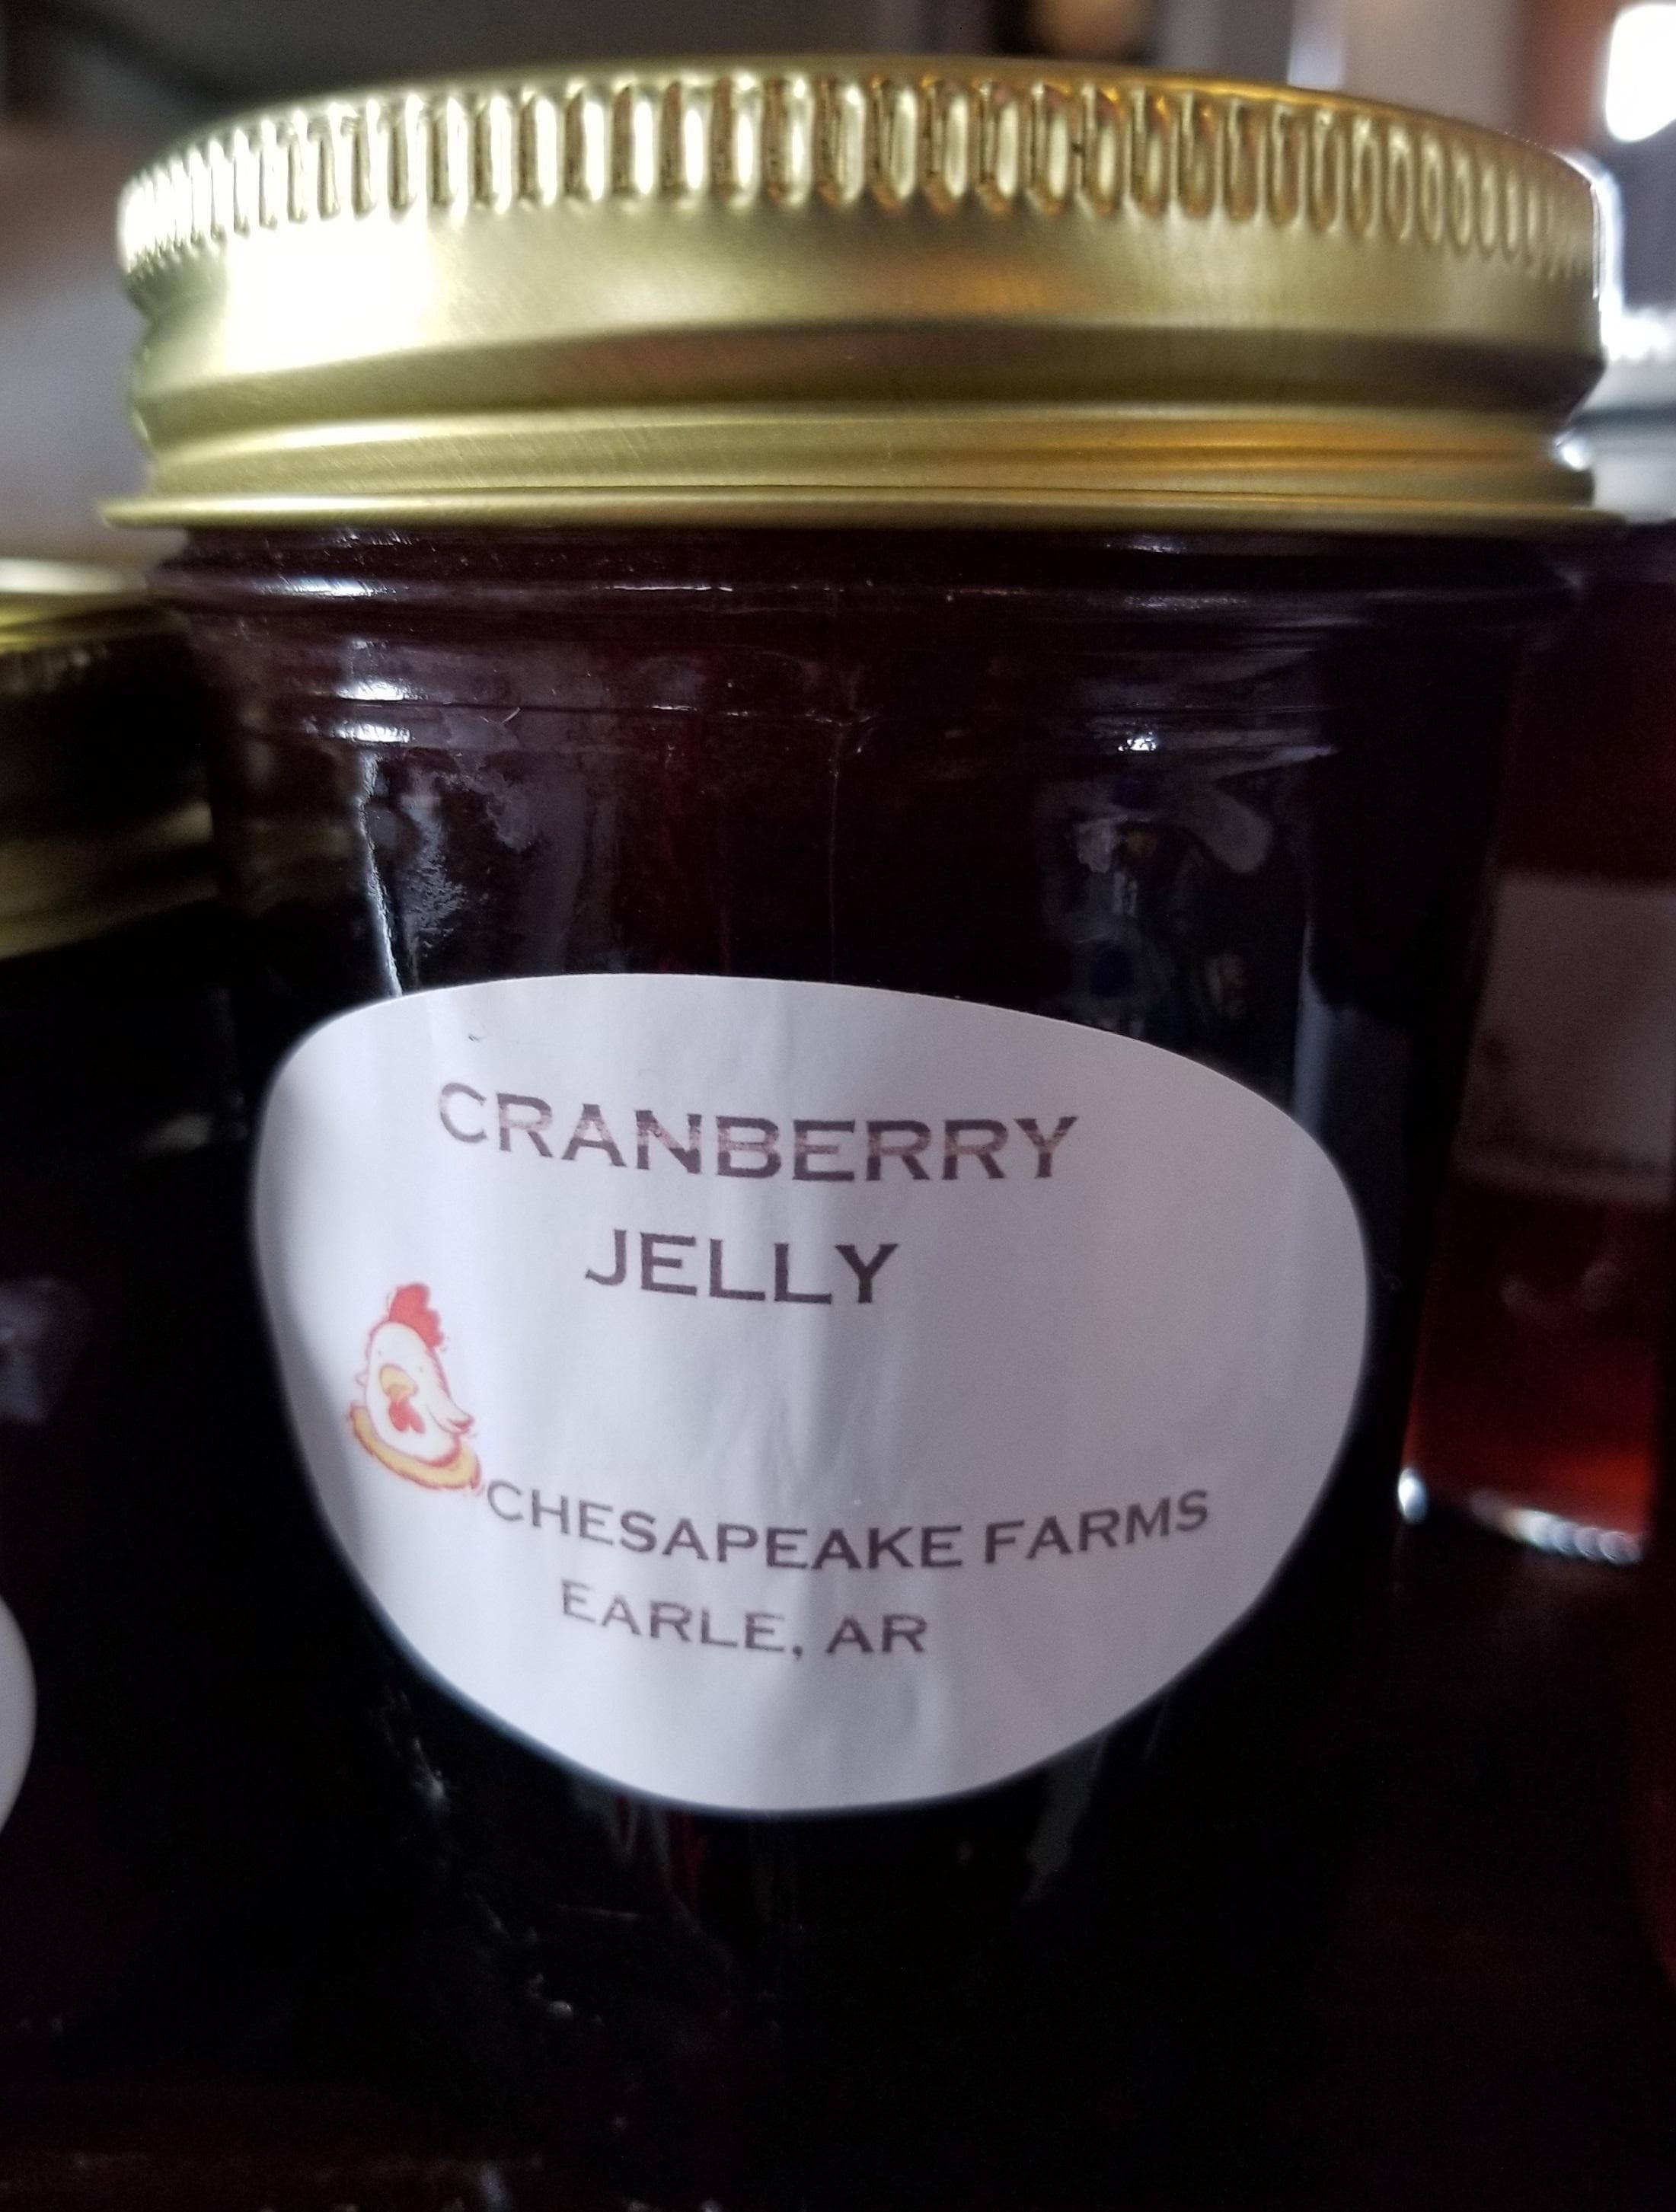 CRANBERRY
JELLY
CHESAPEAKE FARMS
EARLE, AR